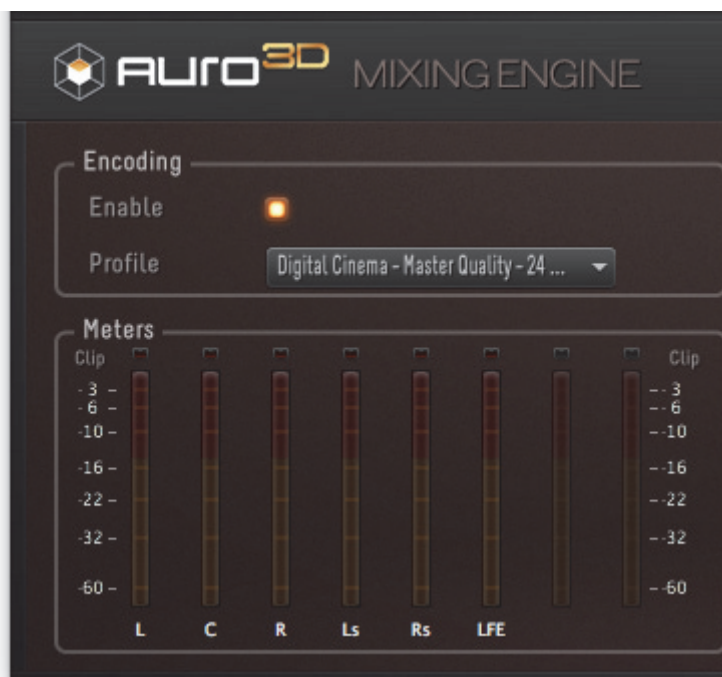 AURO3D MIXING ENGINE
Encoding
Enable
Profile Digital Cinema - Master Quality - 24 ...
Meters
Clip Clip
-3 - --3
-6 - --6
-10 - --10
-16 - --16
-22 - --22
-32 - --32
-60 - --60
L C R Ls Rs LFE